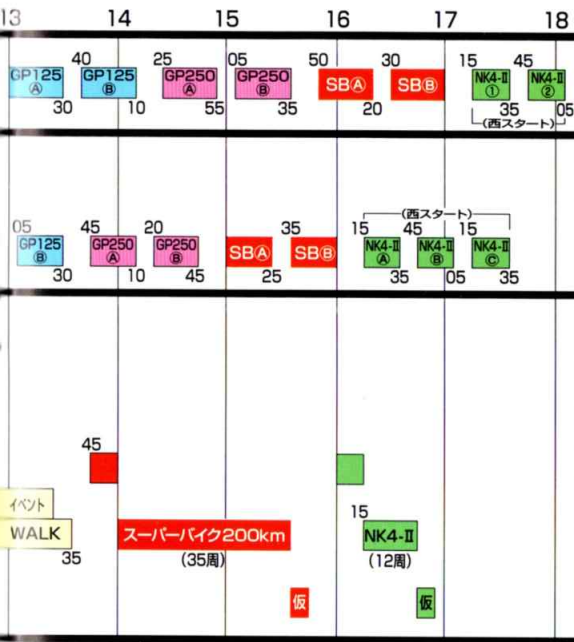 13 14 15 16 17 18
40 25 05 50 30 15 45
GP125 Ⓐ GP125 Ⓑ GP250 Ⓐ GP250 Ⓑ SBⒶ SBⒷ NK4-Ⅱ ① NK4-Ⅱ ②
30 10 55 35 20 35 05
(西スタート)
(西スタート)
05 45 20 35 15 45 15
GP125 Ⓑ GP250 Ⓐ GP250 Ⓑ SBⒶ SBⒷ NK4-Ⅱ Ⓐ NK4-Ⅱ Ⓑ NK4-Ⅱ Ⓒ
30 10 45 25 35 05 35
45
イベント
15
WALK スーパーバイク200km NK4-Ⅱ
35 (35周) (12周)
仮 仮